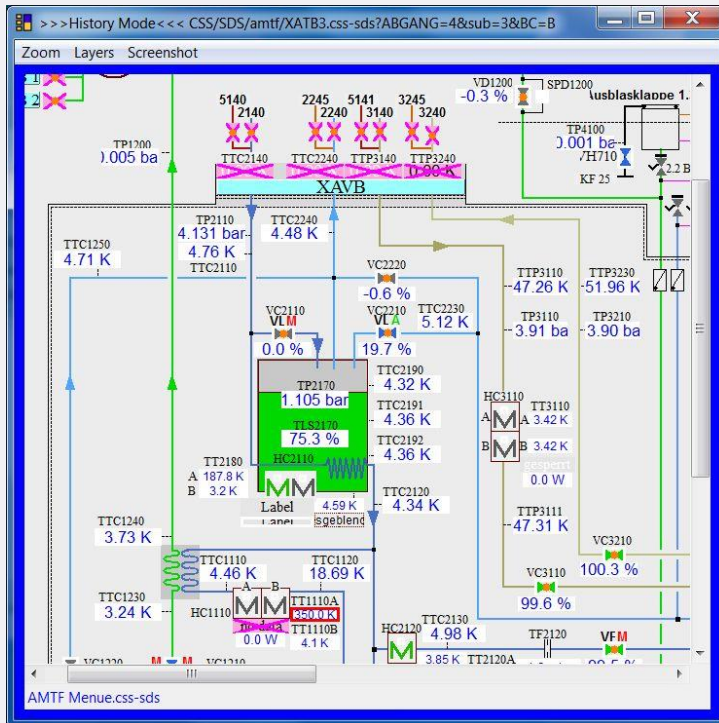 >>>History Mode<<< CSS/SDS/amtf/XATB3.css-sds?ABGANG=4&sub=3&BC=B
Zoom Layers Screenshot
VD1200
-0.3 %
SPD1200
5140
2140
2245
2240
5141
3140
3245
3240
TP4100
0.001 ba
KF 25
2.2 B
TP1200
0.005 ba
TTC2140
TTC2240
TTP3140
TTP3240
XAVB
TP2110
4.131 bar
4.76 K
TTC2110
TTC2240
4.48 K
TTC1250
4.71 K
VC2220
-0.6 %
TTP3110
47.26 K
TTP3230
51.96 K
VC2110
VLM
0.0 %
VC2210
VLA
19.7 %
TTC2230
5.12 K
TP3110
3.91 ba
TP3210
3.90 ba
TP2170
1.105 bar
TLS2170
75.3 %
HC2110
TTC2190
4.32 K
TTC2191
4.36 K
TTC2192
4.36 K
HC3110
A
A
B
B
TT3110
3.42 K
3.42 K
gesperrt
0.0 W
TT2180
A 187.8 K
B 3.2 K
Label
4.59 K
sgeblend
TTC2120
4.34 K
TTP3111
47.31 K
TTC1240
3.73 K
TTC1230
3.24 K
TTC1110
4.46 K
TTC1120
18.69 K
HC1110
A
B
TT1110A
350.0 K
0.0 W
TT1110B
4.1 K
VC3210
100.3 %
VC3110
99.6 %
HC2120
TTC2130
4.98 K
3.85 K
TT2120A
TF2120
VFM
VC1220
M
M
VC1210
AMTF Menue.css-sds